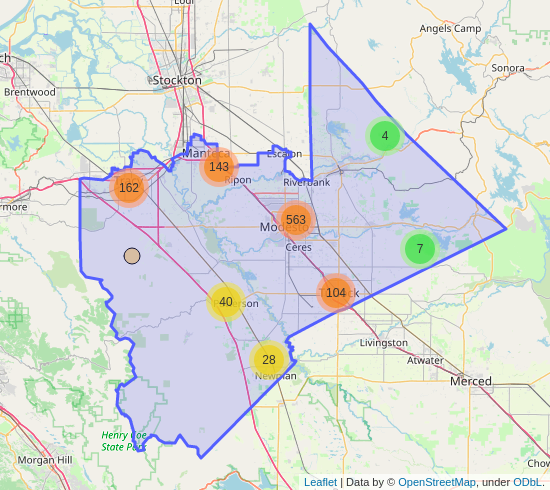 Lodi
Angels Camp
Sonora
Stockton
Brentwood
4
Manteca
143
Escalon
Ripon
Riverbank
162
563
Modesto
Ceres
7
40
104
28
Newman
Livingston
Atwater
Merced
Henry Coe
State Park
Morgan Hill
Leaflet | Data by © OpenStreetMap, under ODbL.